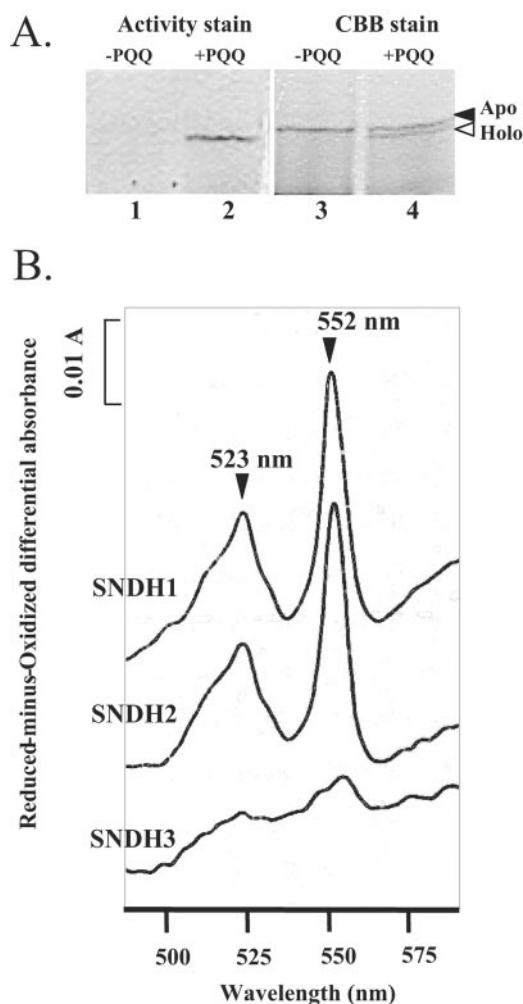 A.
Activity stain CBB stain
-PQQ +PQQ -PQQ +PQQ
Apo
Holo
1 2 3 4
B.
0.01 A
552 nm
523 nm
SNDH1
SNDH2
SNDH3
Reduced-minus-Oxidized differential absorbance
500 525 550 575
Wavelength (nm)